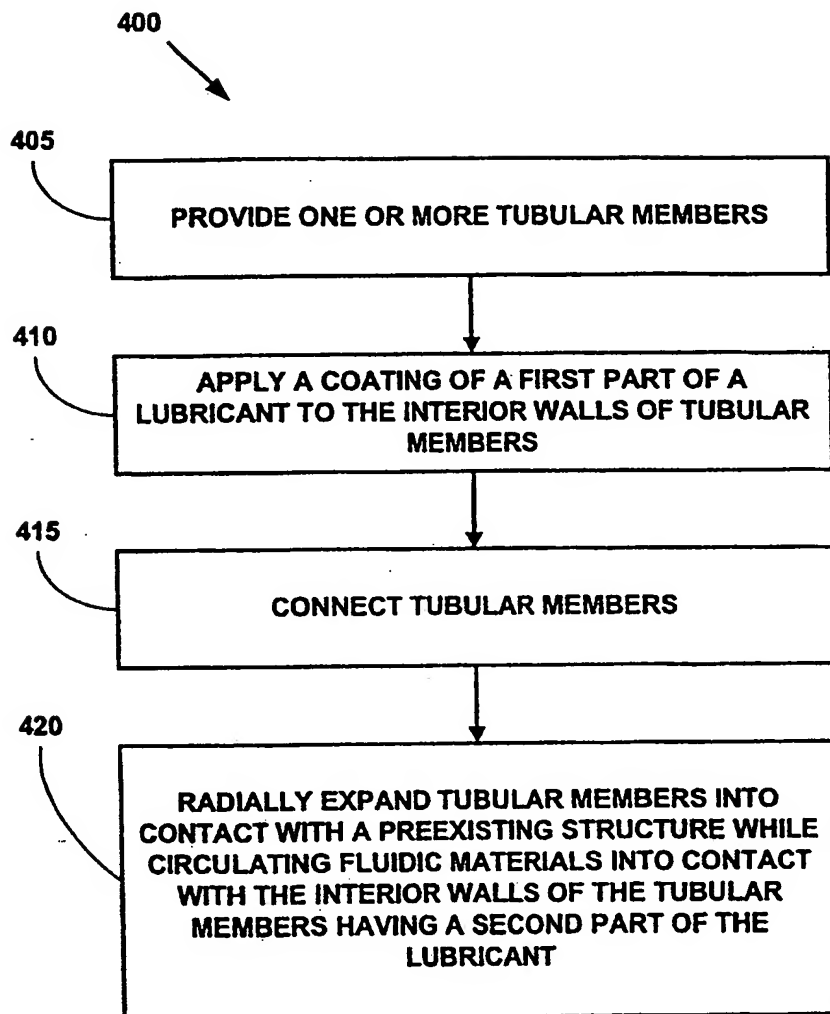 400
405
PROVIDE ONE OR MORE TUBULAR MEMBERS
410
APPLY A COATING OF A FIRST PART OF A
LUBRICANT TO THE INTERIOR WALLS OF TUBULAR
MEMBERS
415
CONNECT TUBULAR MEMBERS
420
RADIALLY EXPAND TUBULAR MEMBERS INTO
CONTACT WITH A PREEXISTING STRUCTURE WHILE
CIRCULATING FLUIDIC MATERIALS INTO CONTACT
WITH THE INTERIOR WALLS OF THE TUBULAR
MEMBERS HAVING A SECOND PART OF THE
LUBRICANT